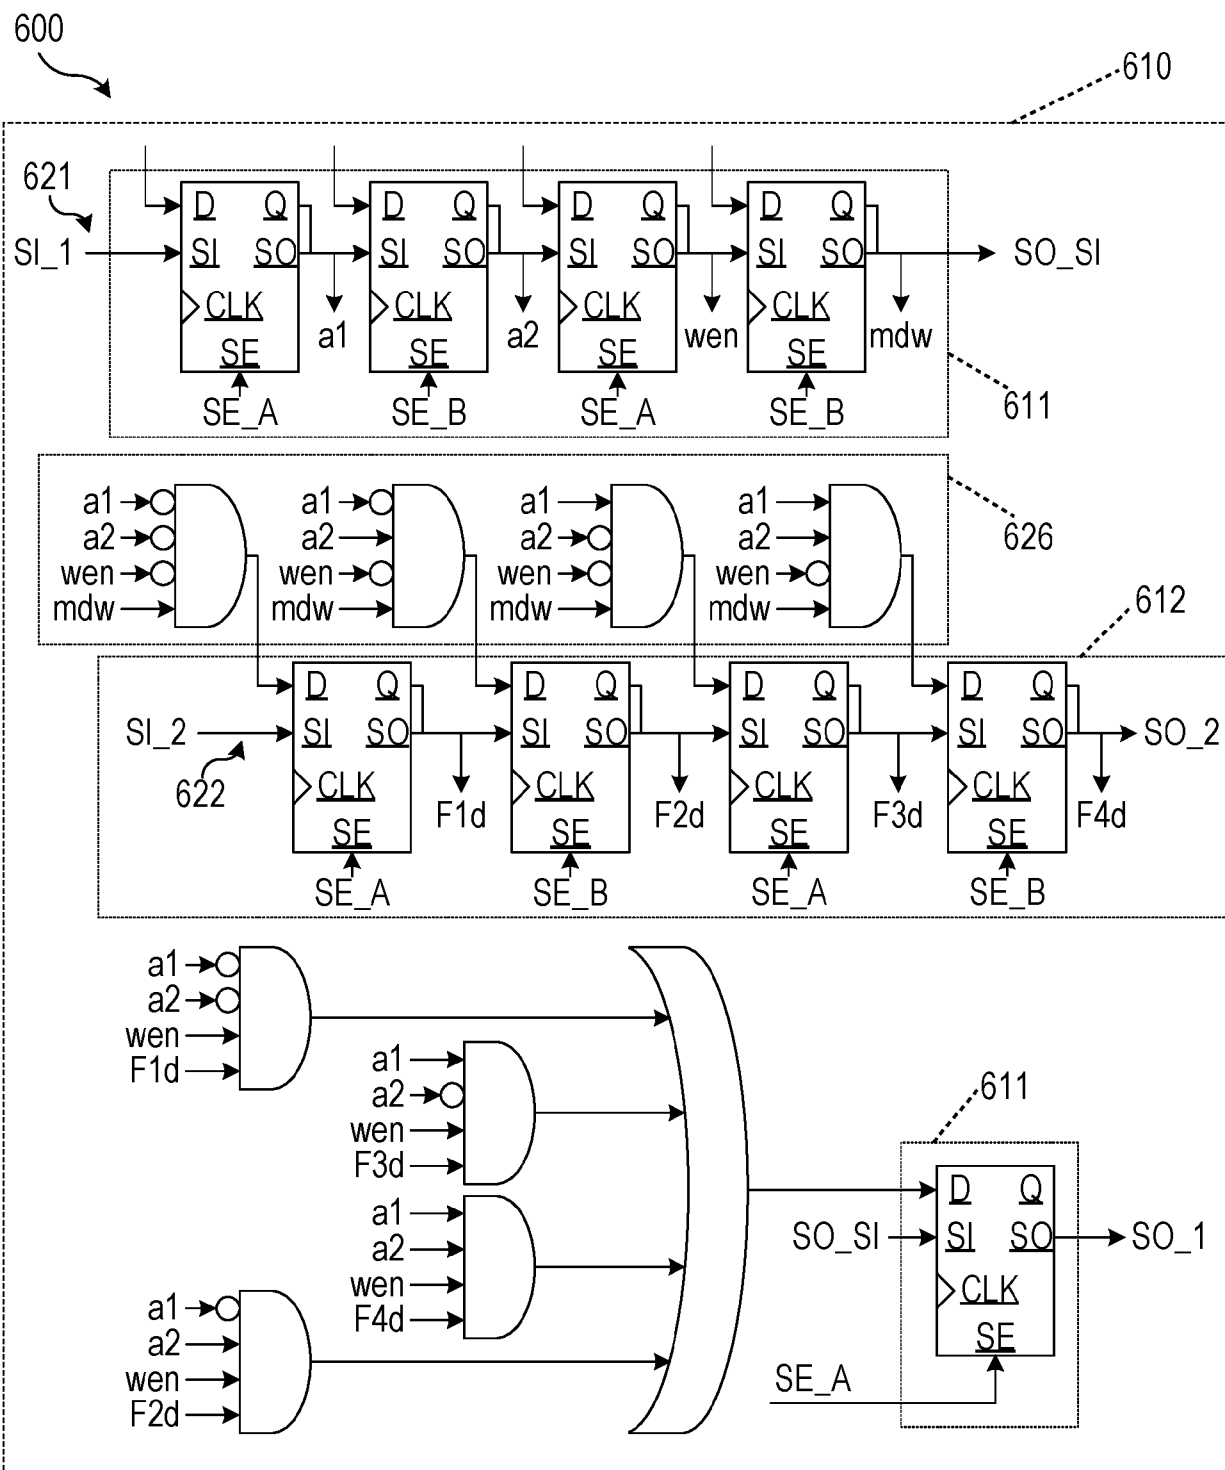 600
610
621
D Q D Q D Q D Q
SI_1 SI SO SI SO SI SO SI SO SO_SI
CLK CLK CLK CLK
a1 a2 wen mdw
SE SE SE SE
SE_A SE_B SE_A SE_B 611
a1 a1 a1 a1
a2 a2 a2 a2
626
wen wen wen wen
mdw mdw mdw mdw
612
D Q D Q D Q D Q
SI_2 SI SO SI SO SI SO SI SO SO_2
622 CLK CLK CLK CLK
F1d F2d F3d F4d
SE SE SE SE
SE_A SE_B SE_A SE_B
a1
a2
wen
F1d
a1
a2
wen
F3d
611
D Q
a1
SO_SI SI SO SO_1
a2
wen
CLK
a1
F4d
a2
SE
wen
SE_A
F2d